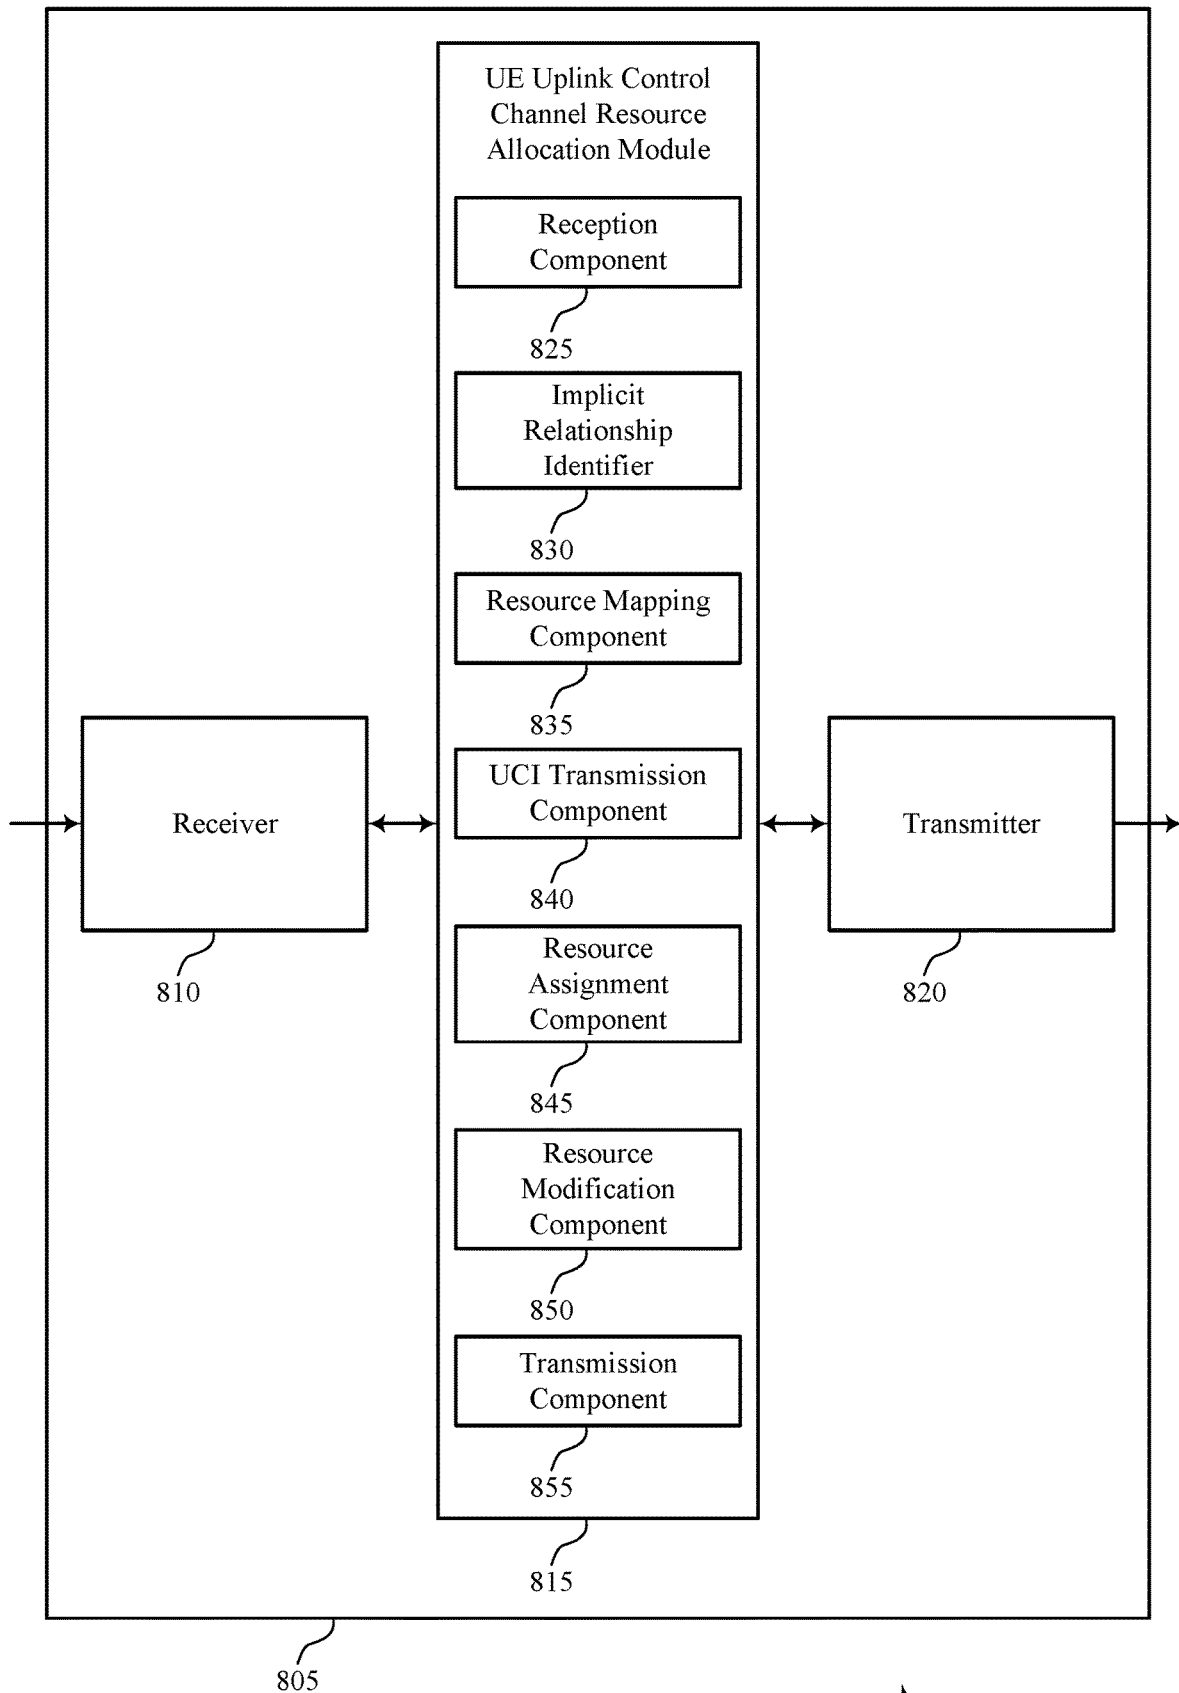 UE Uplink Control
Channel Resource
Allocation Module
Reception
Component
825
Implicit
Relationship
Identifier
830
Resource Mapping
Component
835
Receiver
810
UCI Transmission
Component
840
Transmitter
820
Resource
Assignment
Component
845
Resource
Modification
Component
850
Transmission
Component
855
815
805